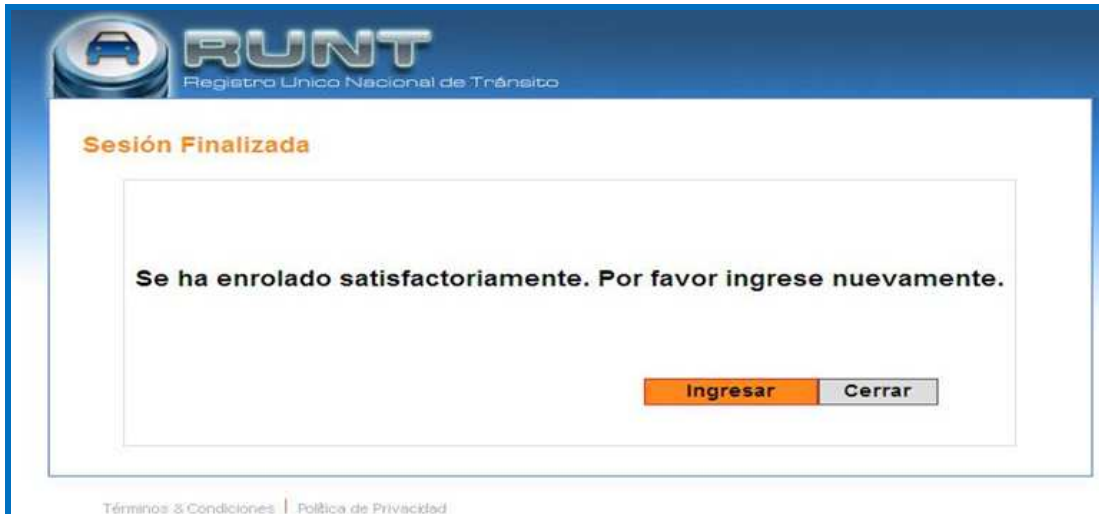 RUNT
Registro Unico Nacional de Tránsito
Sesión Finalizada
Se ha enrolado satisfactoriamente. Por favor ingrese nuevamente.
Ingresar Cerrar
Términos & Condiciones | Política de Privacidad